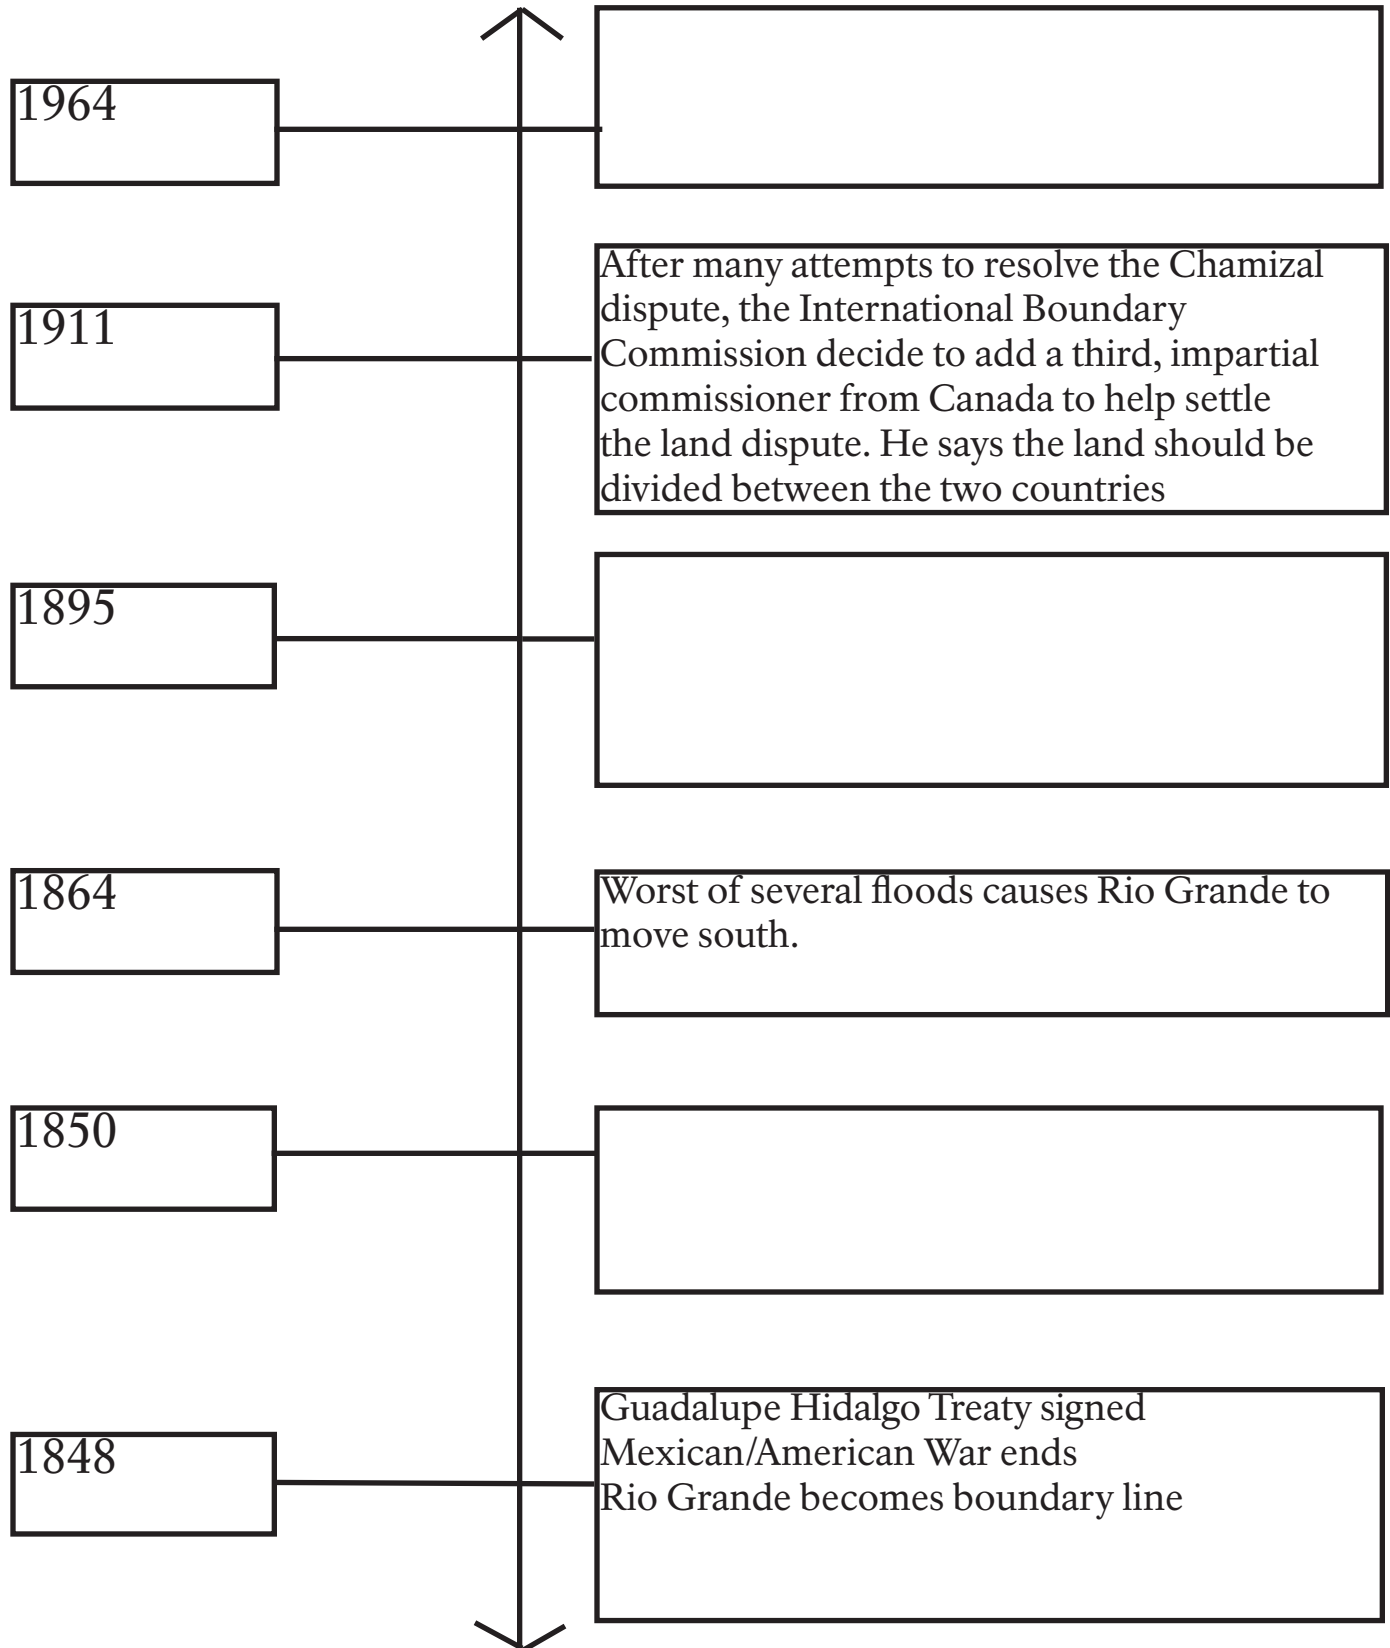 1964
After many attempts to resolve the Chamizal
dispute, the International Boundary
Commission decide to add a third, impartial
commissioner from Canada to help settle
the land dispute. He says the land should be
divided between the two countries
1911
1895
1864
Worst of several floods causes Rio Grande to
move south.
1850
1848
Guadalupe Hidalgo Treaty signed
Mexican/American War ends
Rio Grande becomes boundary line